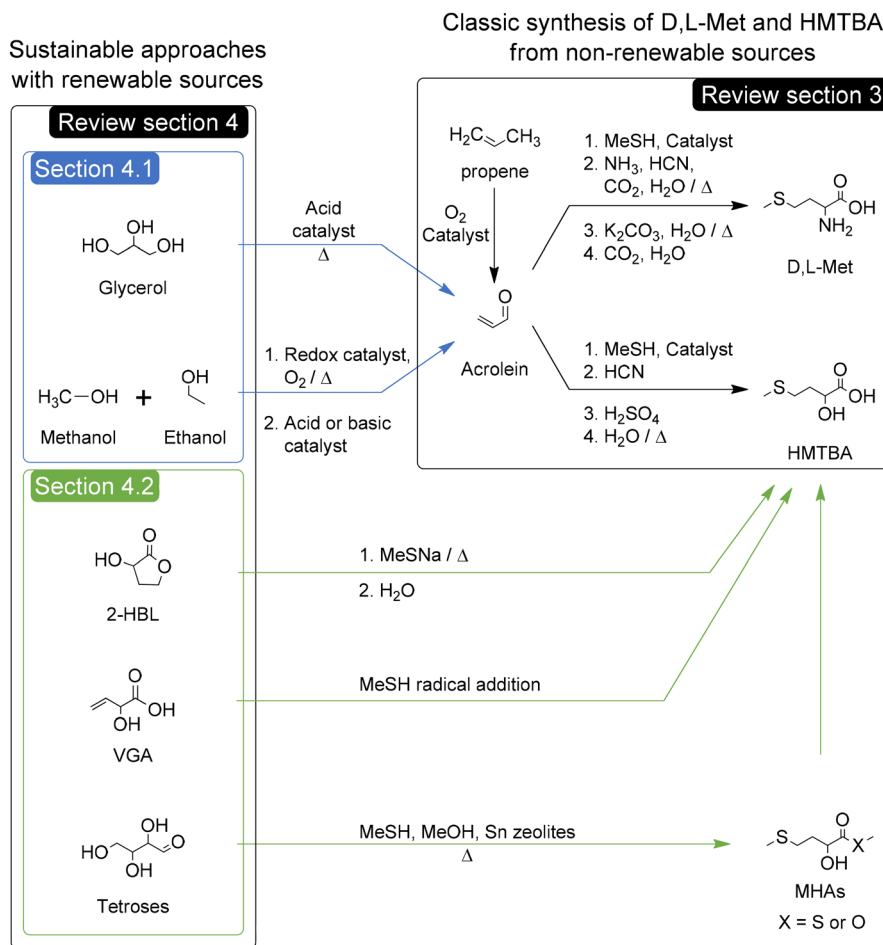 Classic synthesis of D,L-Met and HMTBA
from non-renewable sources
Sustainable approaches
with renewable sources
Review section 4
Section 4.1
OH
HO OH
Glycerol
H₃C–OH + OH
Methanol Ethanol
Acid
catalyst
Δ
1. Redox catalyst,
O₂ / Δ
2. Acid or basic
catalyst
Review section 3
H₂C CH₃
propene
O₂
Catalyst
O
Acrolein
1. MeSH, Catalyst
2. NH₃, HCN,
CO₂, H₂O / Δ
3. K₂CO₃, H₂O / Δ
4. CO₂, H₂O
O
S OH
NH₂
D,L-Met
1. MeSH, Catalyst
2. HCN
3. H₂SO₄
4. H₂O / Δ
O
S OH
OH
HMTBA
Section 4.2
O
HO O
2-HBL
1. MeSNa / Δ
2. H₂O
O
OH
OH
VGA
MeSH radical addition
OH
HO O
OH
Tetroses
MeSH, MeOH, Sn zeolites
Δ
O
S X
OH
MHAs
X = S or O